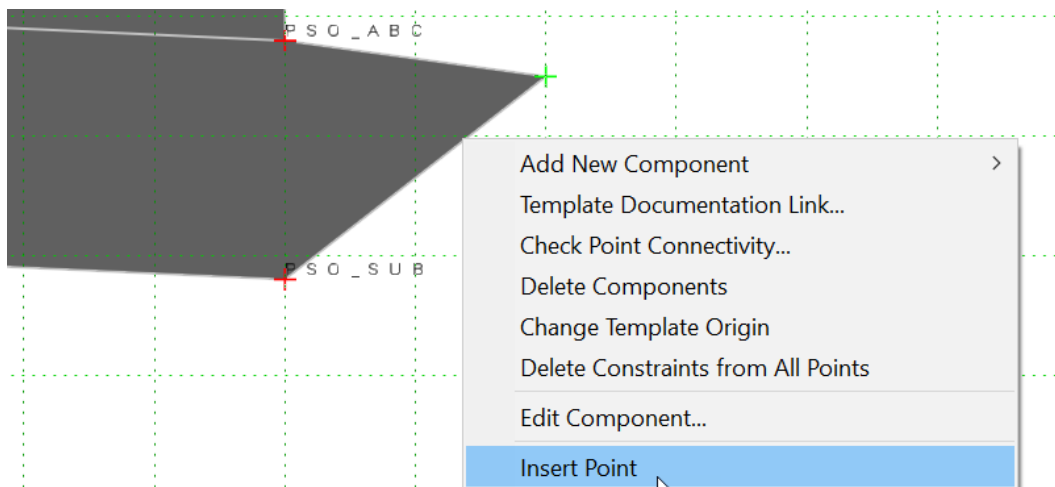 PSO_ABC
Add New Component
Template Documentation Link...
Check Point Connectivity...
PSO_SUB
Delete Components
Change Template Origin
Delete Constraints from All Points
Edit Component...
Insert Point